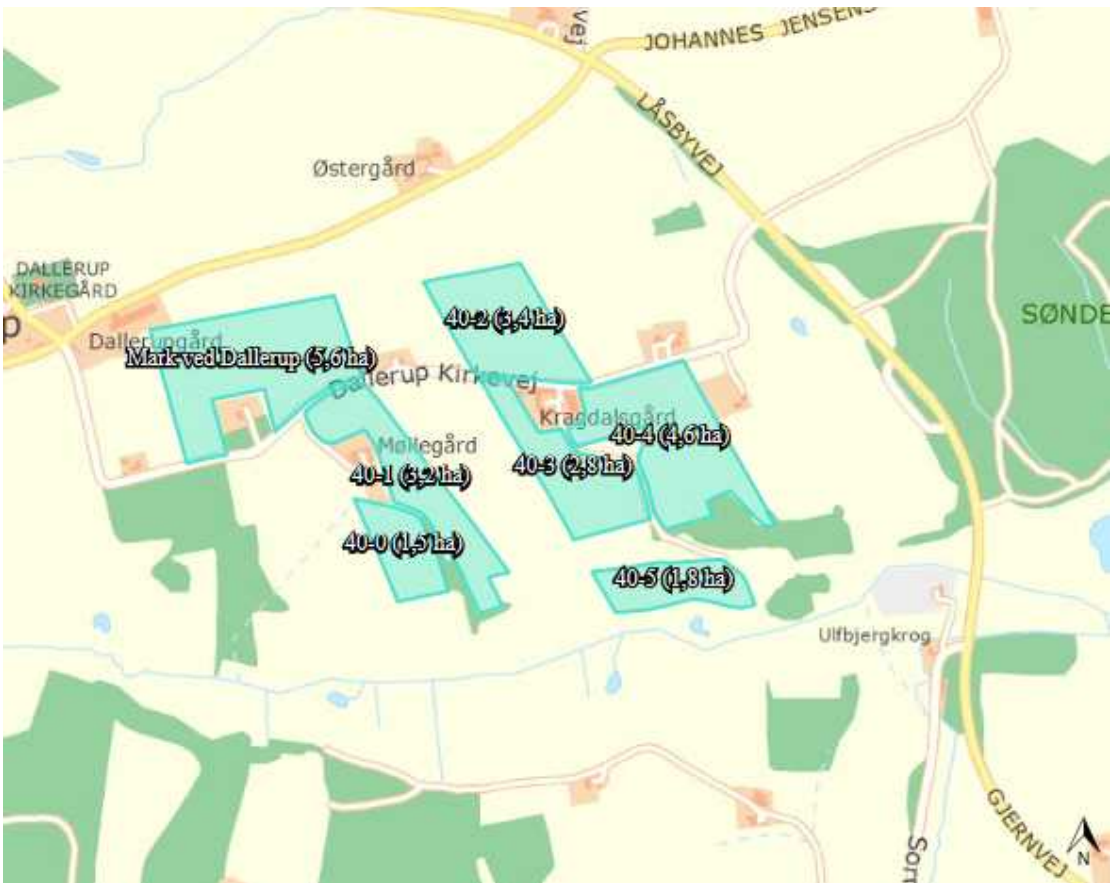 vej
JOHANNES JENSENS
LÅSBYVEJ
Østergård
DALLERUP
KIRKEGÅRD
SØNDE
40-2 (3,4 ha)
p
Dallerupgård
Mark ved Dallerup (5,6 ha)
Dallerup Kirkevej
Kragdalsgård
40-4 (4,6 ha)
Møllegård
40-3 (2,8 ha)
40-1 (3,2 ha)
40-0 (1,5 ha)
40-5 (1,8 ha)
Ulfbjergkrog
GJERNVEJ
Sorr
N